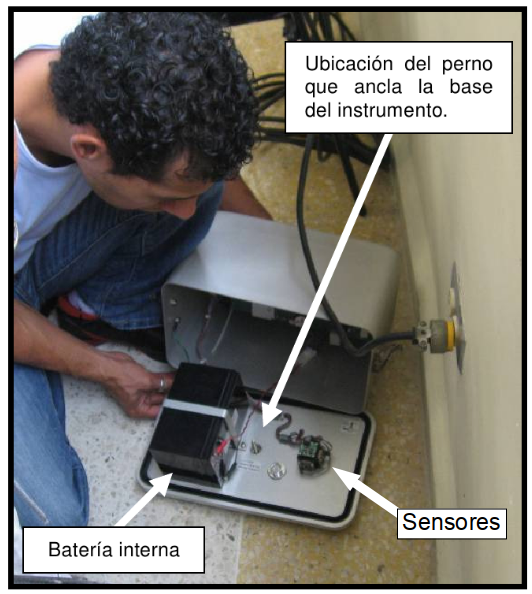 Ubicación del perno
que ancla la base
del instrumento.
Sensores
Batería interna